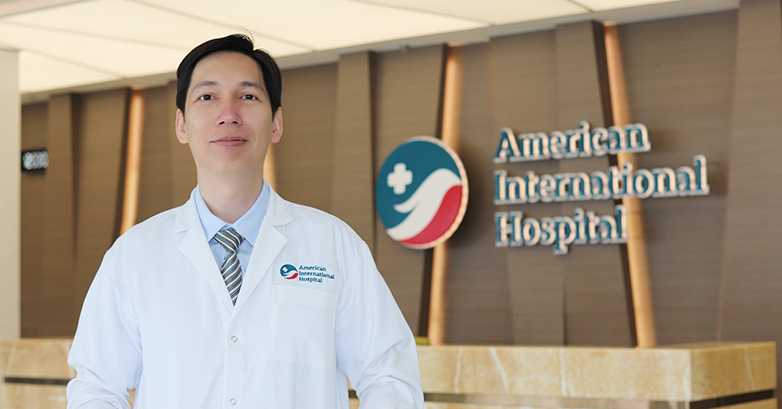 American
International
Hospital
American
International
Hospital